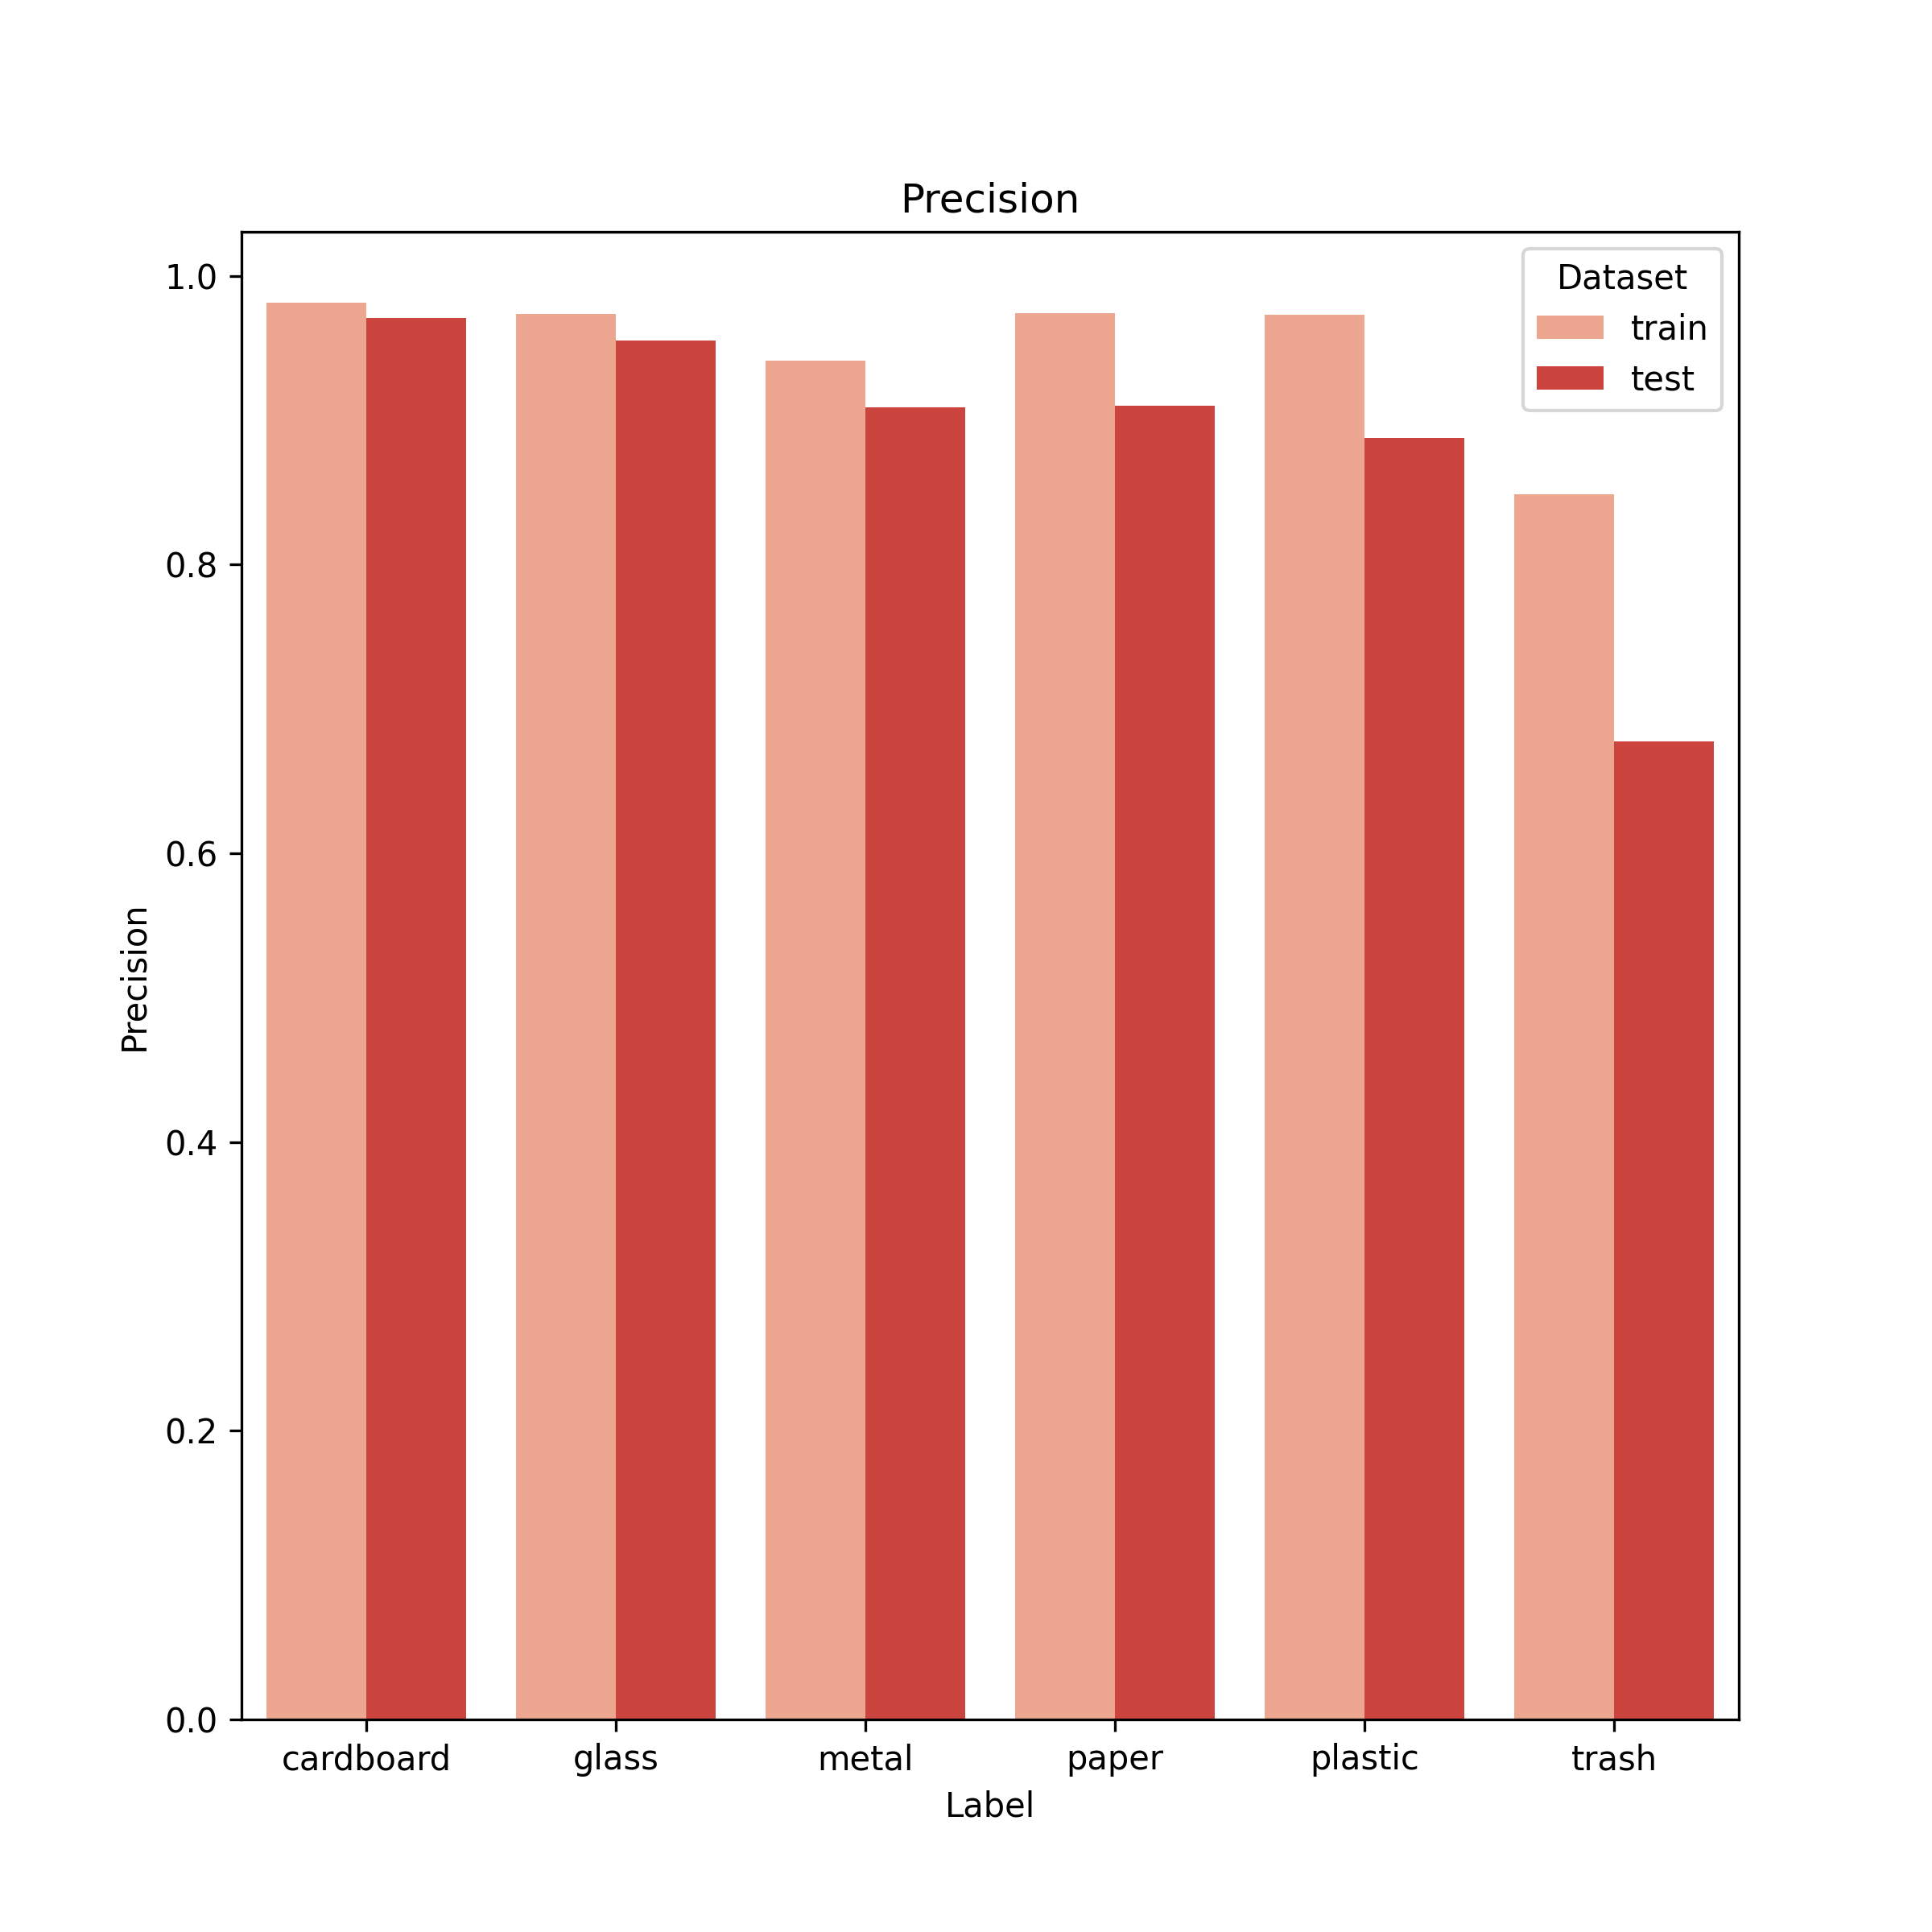 Precision
Dataset
train
test
1.0
0.8
0.6
0.4
0.2
0.0
Precision
cardboard glass metal paper plastic trash
Label